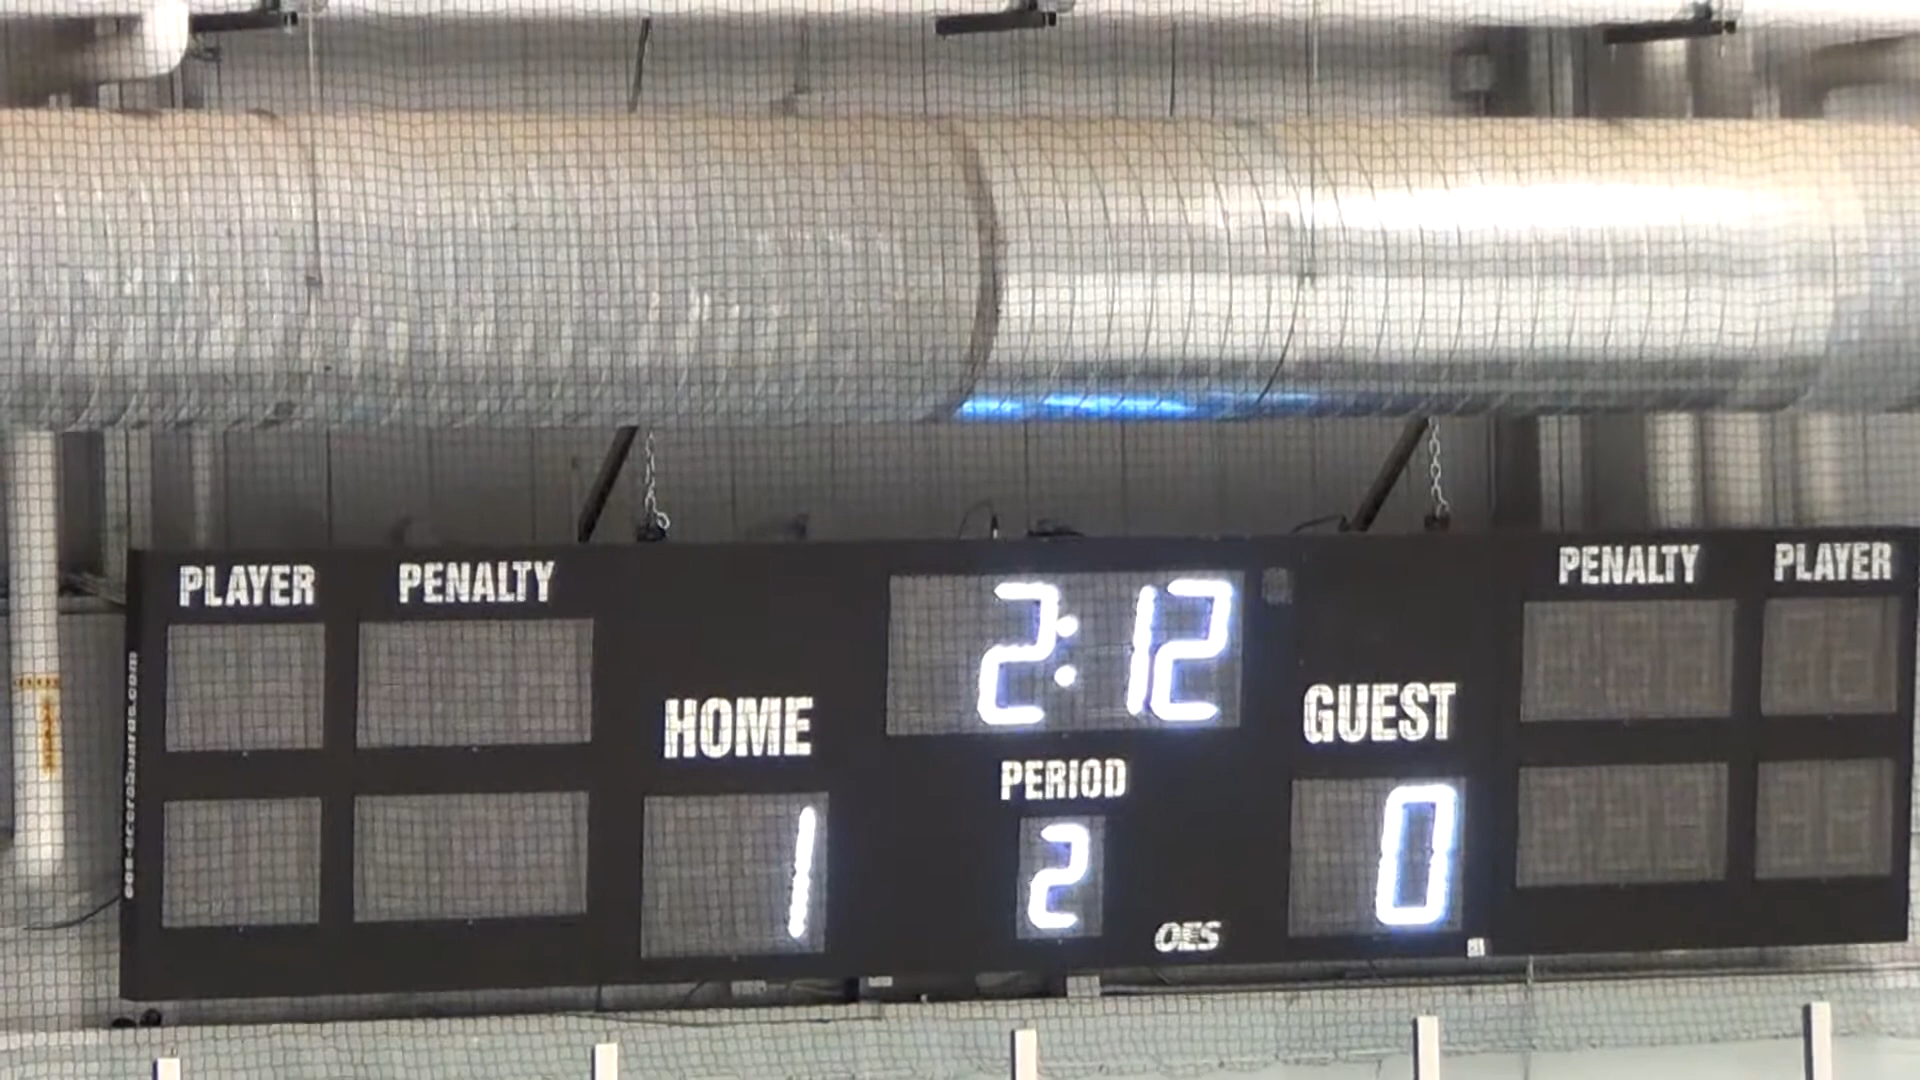 PLAYER PENALTY 2:12 PENALTY PLAYER
HOME GUEST
PERIOD
1 2 0
OES